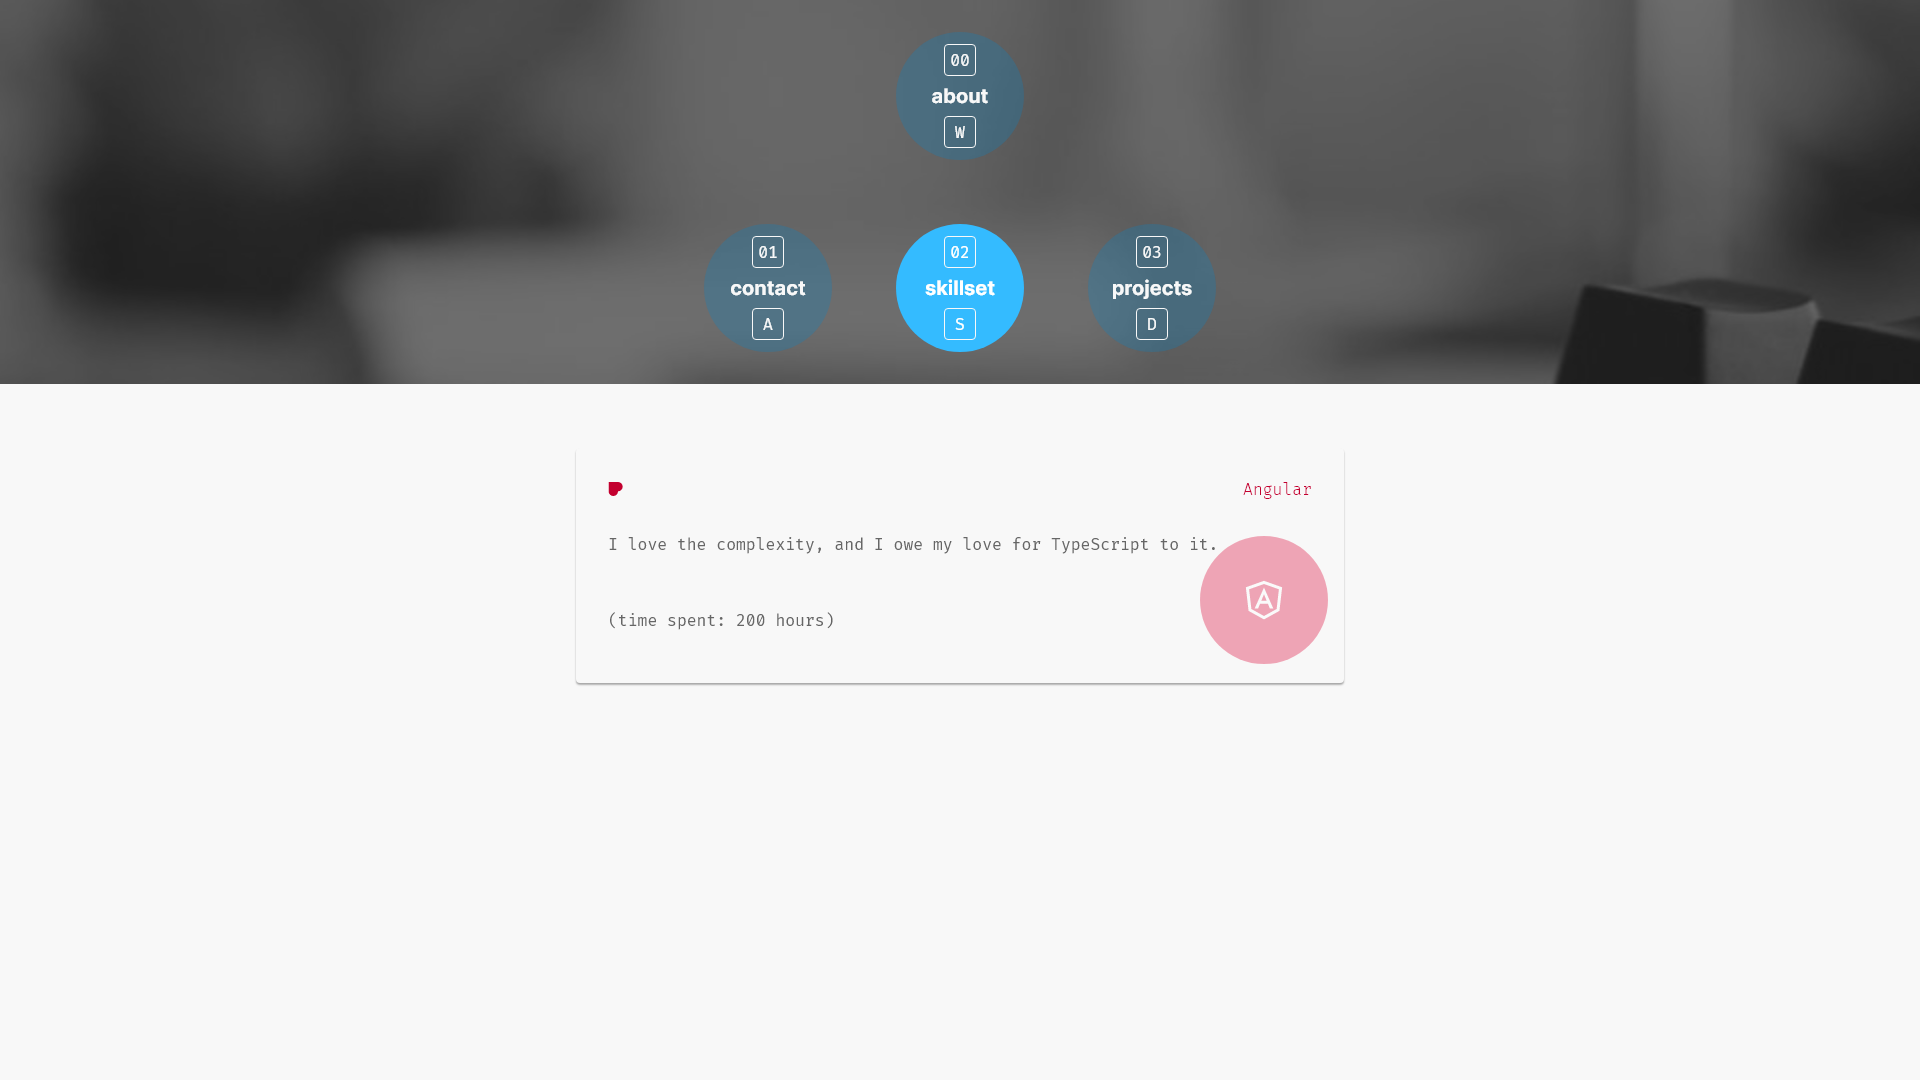 00
about
W
01
contact
A
02
skillset
S
03
projects
D
Angular
I love the complexity, and I owe my love for TypeScript to it.
(time spent: 200 hours)